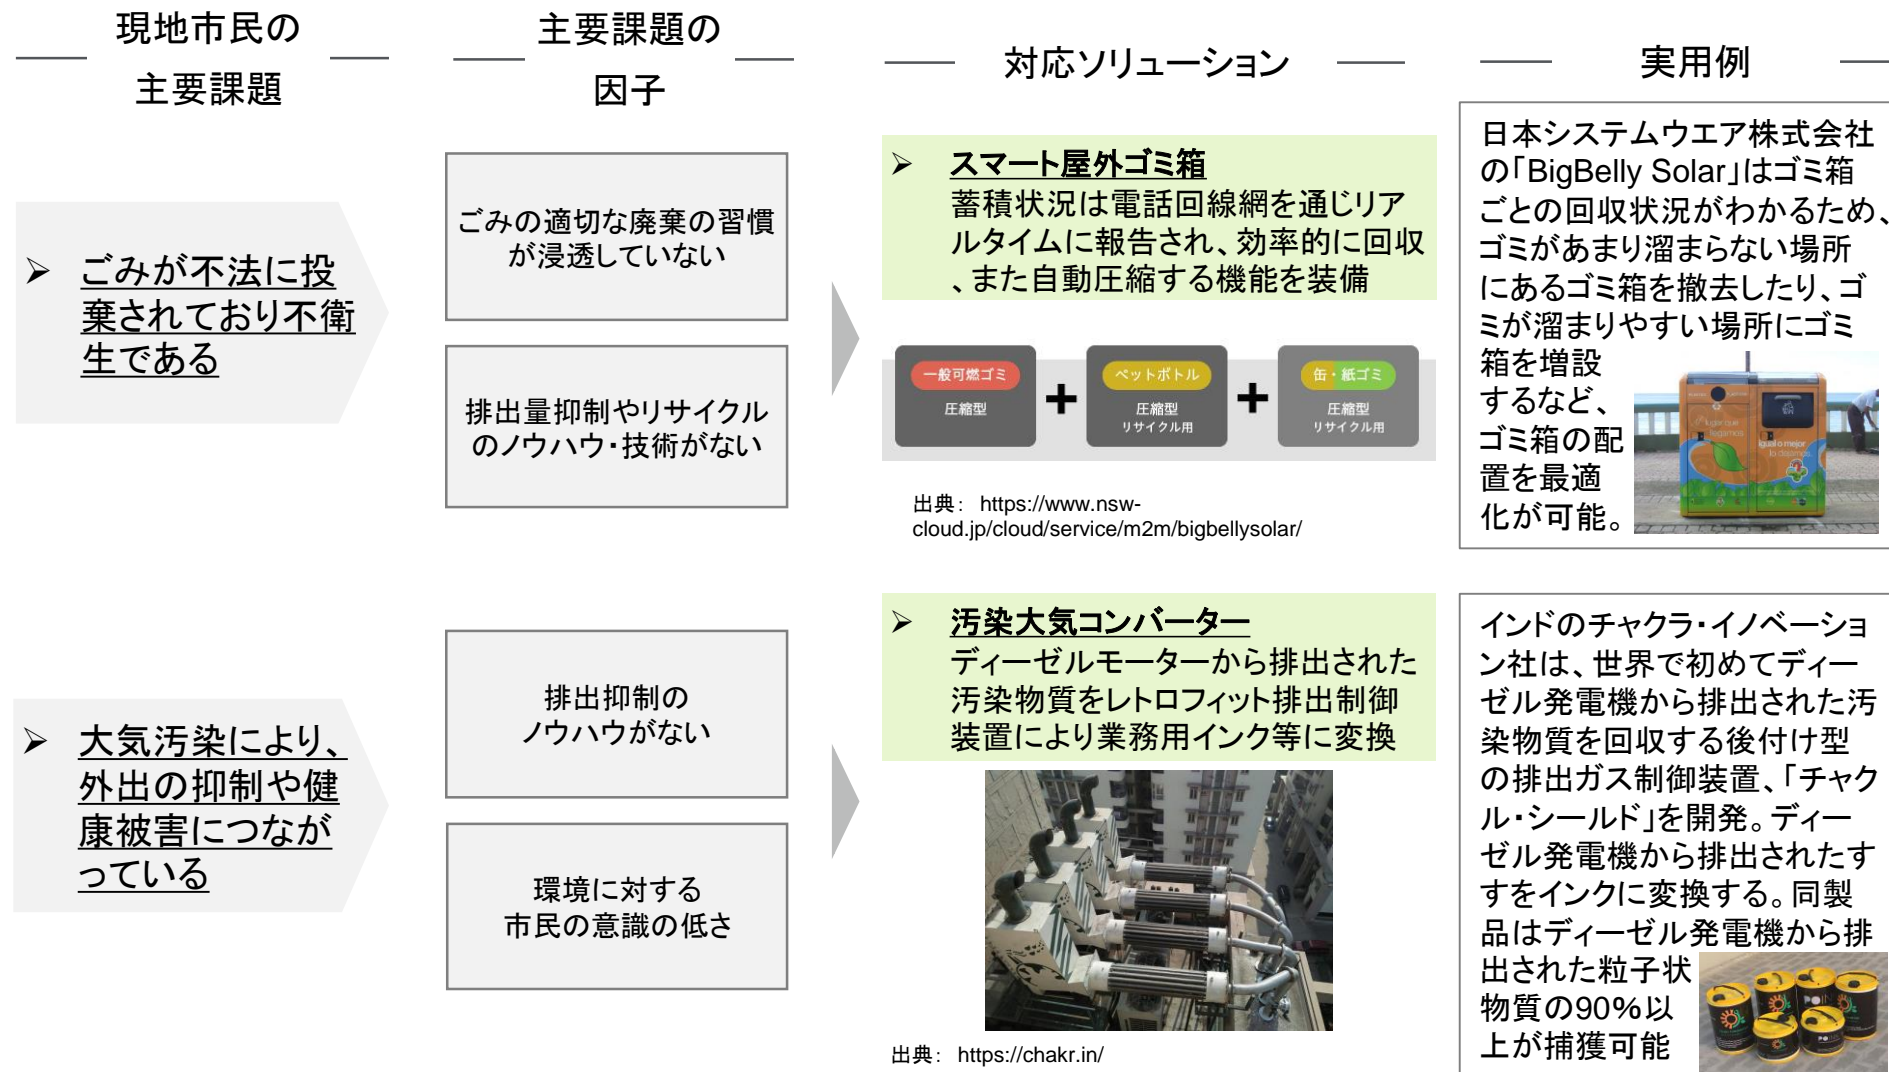 現地市民の
主要課題
主要課題の
因子
対応ソリューション
実用例
➢ ごみが不法に投
棄されており不衛
生である
ごみの適切な廃棄の習慣
が浸透していない
排出量抑制やリサイクル
のノウハウ・技術がない
➢ スマート屋外ゴミ箱
蓄積状況は電話回線網を通じリア
ルタイムに報告され、効率的に回収
、また自動圧縮する機能を装備
一般可燃ゴミ
圧縮型
+
ペットボトル
圧縮型
リサイクル用
+
缶・紙ゴミ
圧縮型
リサイクル用
出典: https://www.nsw-
cloud.jp/cloud/service/m2m/bigbellysolar/
日本システムウエア株式会社
の「BigBelly Solar」はゴミ箱
ごとの回収状況がわかるため、
ゴミがあまり溜まらない場所
にあるゴミ箱を撤去したり、ゴ
ミが溜まりやすい場所にゴミ
箱を増設
するなど、
ゴミ箱の配
置を最適
化が可能。
igual o mejor
lo dejamos.
➢ 大気汚染により、
外出の抑制や健
康被害につなが
っている
排出抑制の
ノウハウがない
環境に対する
市民の意識の低さ
➢ 汚染大気コンバーター
ディーゼルモーターから排出された
汚染物質をレトロフィット排出制御
装置により業務用インク等に変換
出典: https://chakr.in/
インドのチャクラ・イノベーショ
ン社は、世界で初めてディー
ゼル発電機から排出された汚
染物質を回収する後付け型
の排出ガス制御装置、「チャク
ル・シールド」を開発。ディー
ゼル発電機から排出されたす
すをインクに変換する。同製
品はディーゼル発電機から排
出された粒子状
物質の90%以
上が捕獲可能